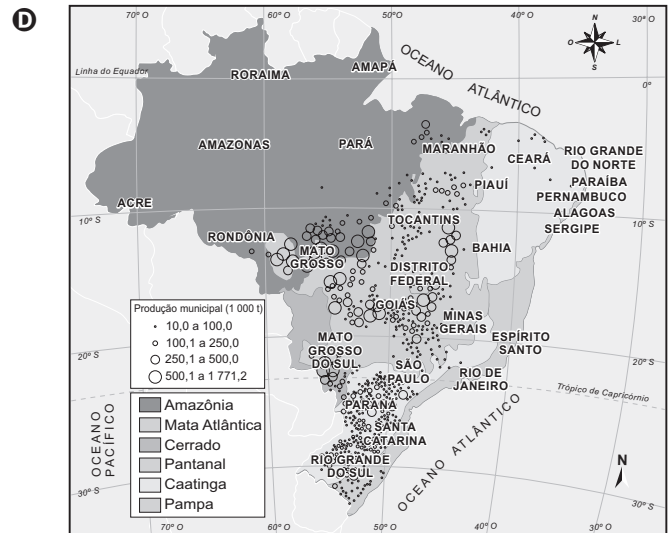 D
70° O
60° O
50° O
40° O
30° O
N
O
L
S
OCEANO ATLÂNTICO
Linha do Equador
0°
RORAIMA
AMAPÁ
AMAZONAS
PARÁ
MARANHÃO
CEARÁ
RIO GRANDE
DO NORTE
PARAÍBA
PERNAMBUCO
ALAGOAS
SERGIPE
PIAUÍ
ACRE
10° S
10° S
TOCANTINS
RONDÔNIA
MATO
GROSSO
BAHIA
DISTRITO
FEDERAL
GOIÁS
MINAS
GERAIS
ESPÍRITO
SANTO
Produção municipal (1 000 t)
10,0 a 100,0
100,1 a 250,0
250,1 a 500,0
500,1 a 1 771,2
MATO
GROSSO
DO SUL
20° S
20° S
SÃO
PAULO
RIO DE
JANEIRO
Trópico de Capricórnio
PARANÁ
SANTA
CATARINA
RIO GRANDE
DO SUL
OCEANO ATLÂNTICO
OCEANO
PACÍFICO
Amazônia
Mata Atlântica
Cerrado
Pantanal
Caatinga
Pampa
N
30° S
30° S
70° O
60° O
50° O
40° O
30° O